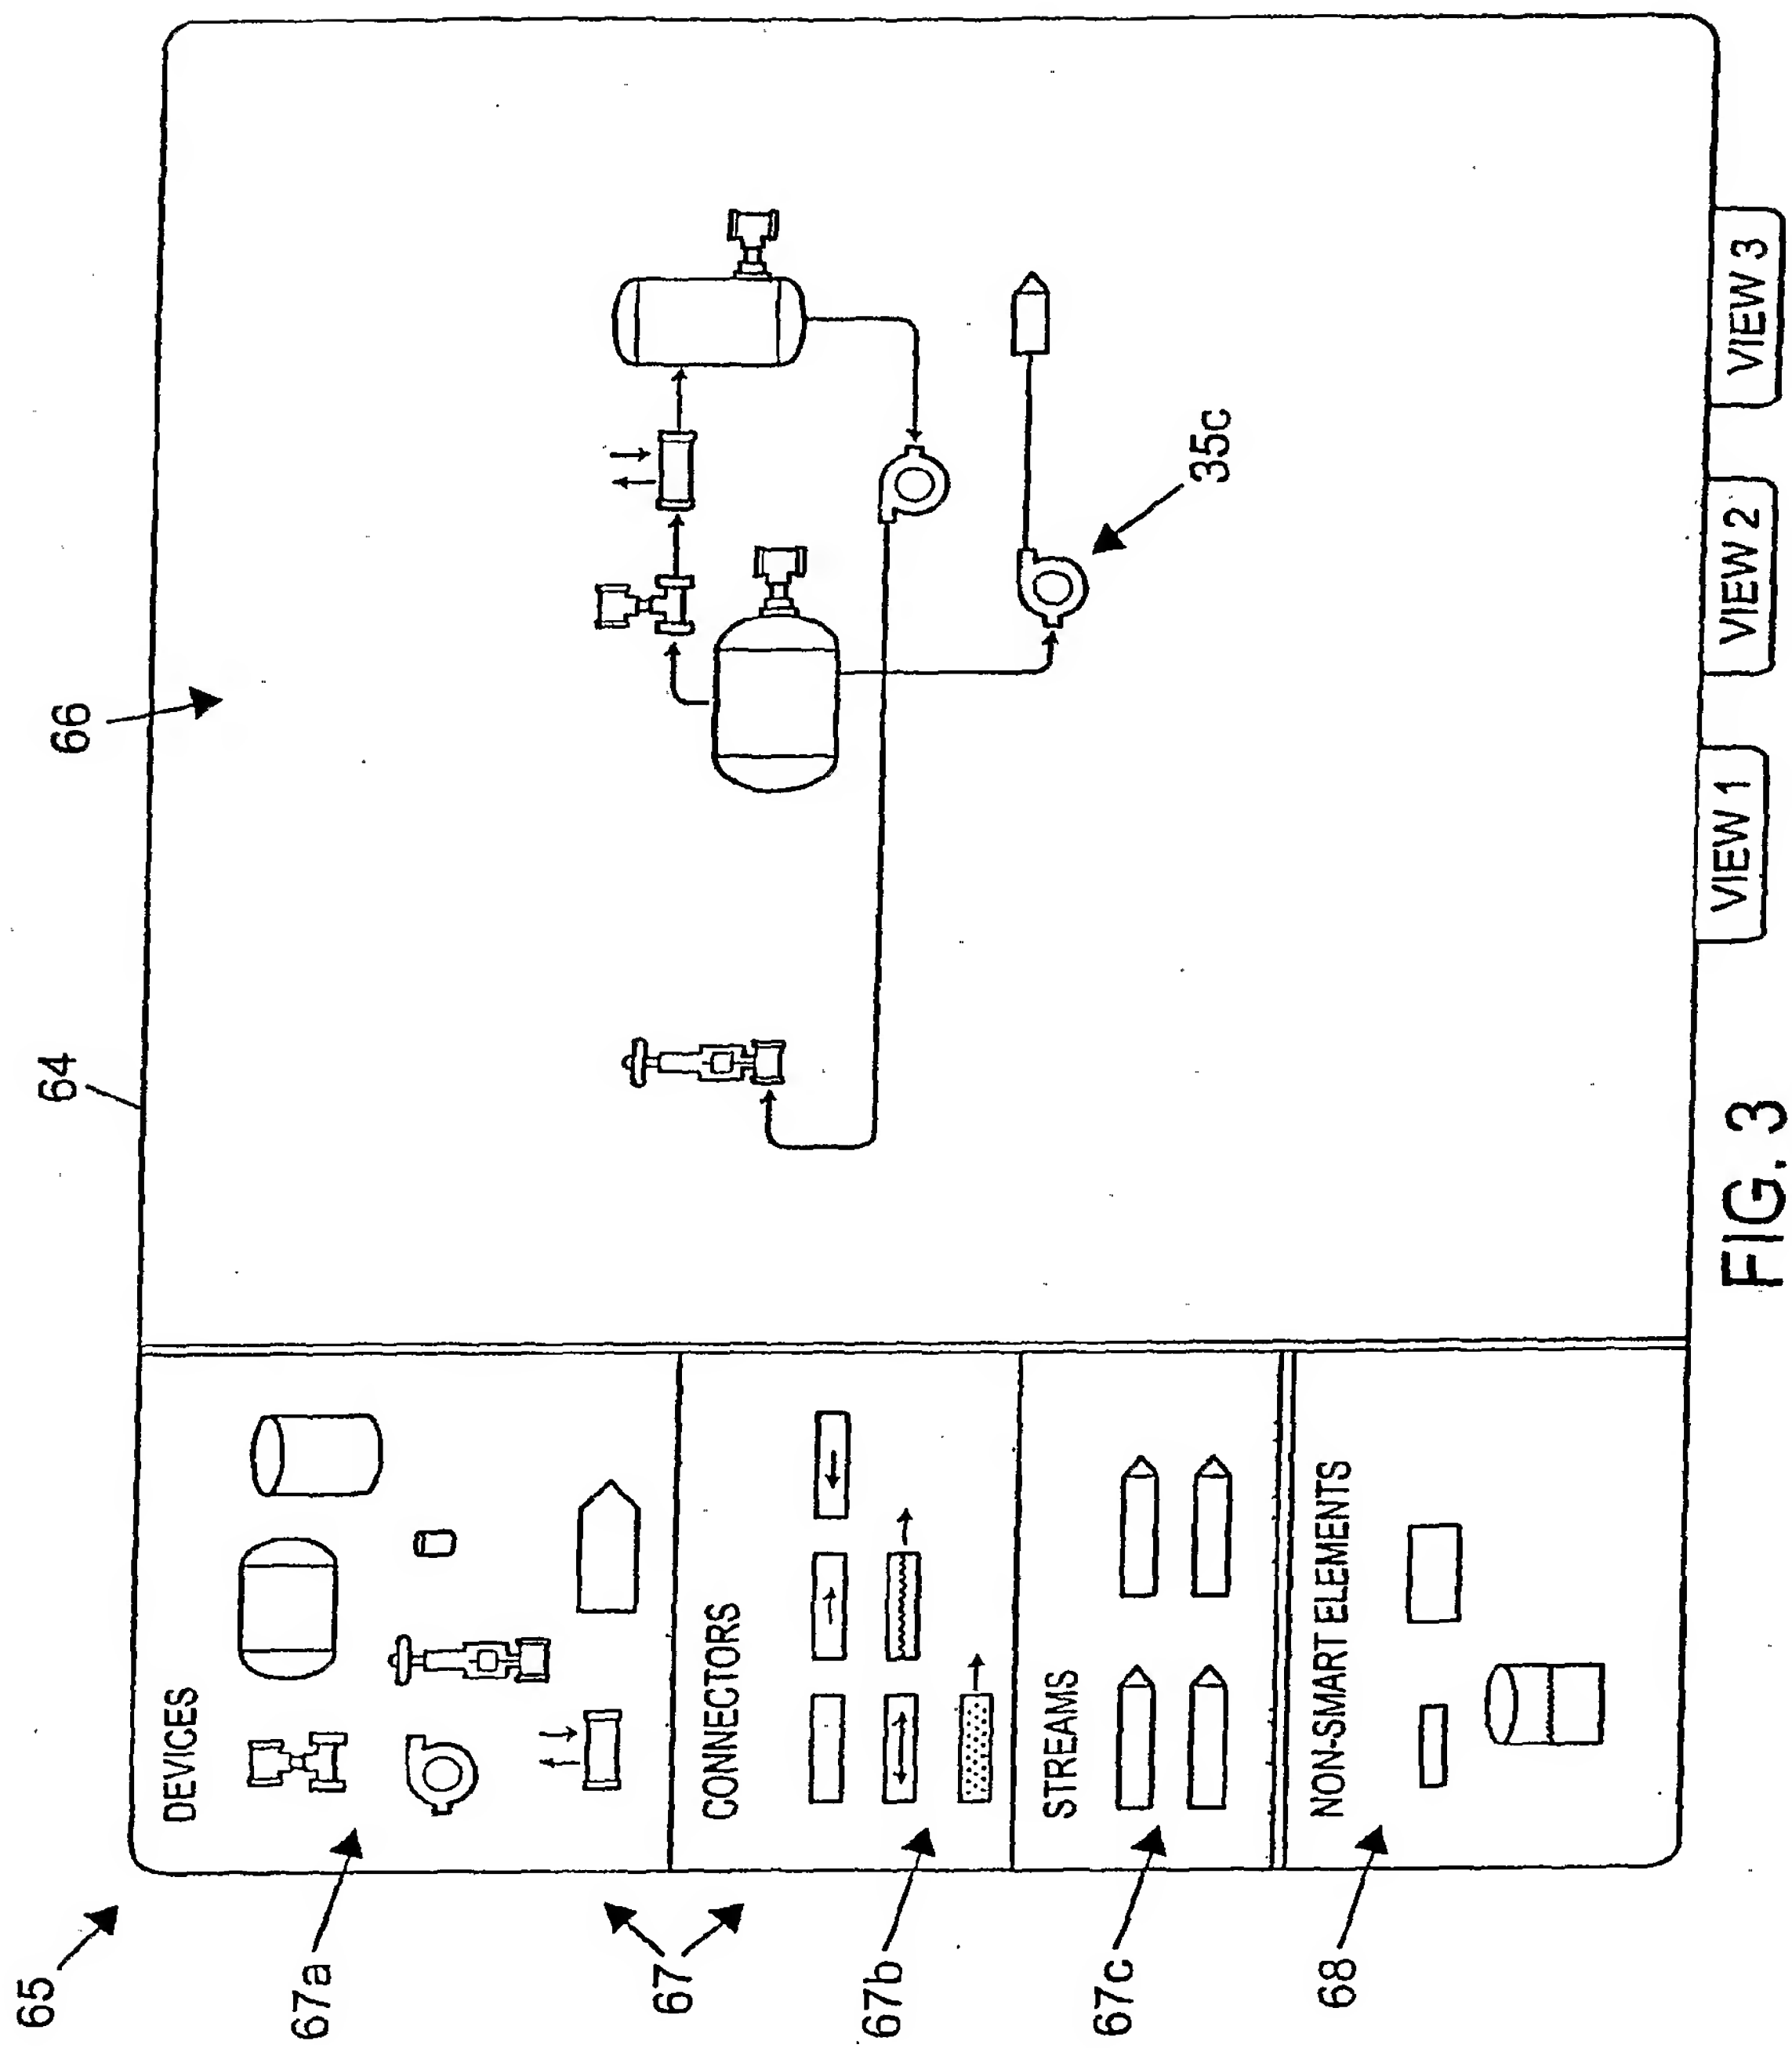 65
64
66
67a
DEVICES
67
67b
CONNECTORS
67c
STREAMS
68
NON-SMART ELEMENTS
35c
VIEW 1
VIEW 2
VIEW 3
FIG. 3